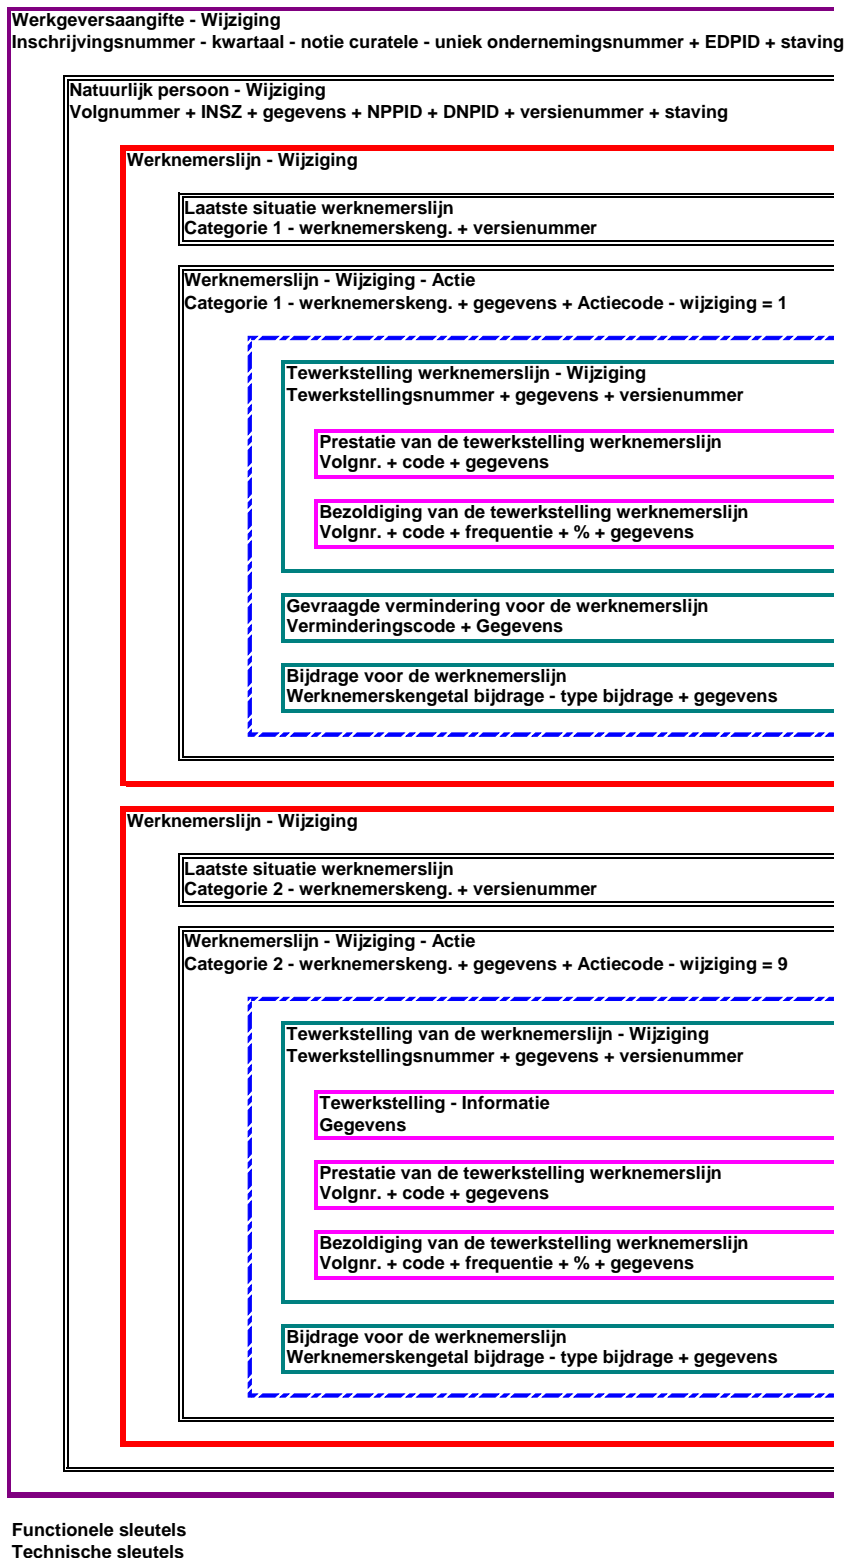 Werkgeversaangifte - Wijziging
Inschrijvingsnummer - kwartaal - notie curatele - uniek ondernemingsnummer + EDPID + staving
Natuurlijk persoon - Wijziging
Volgnummer + INSZ + gegevens + NPPID + DNPID + versienummer + staving
Werknemerslijn - Wijziging
Laatste situatie werknemerslijn
Categorie 1 - werknemerskeng. + versienummer
Werknemerslijn - Wijziging - Actie
Categorie 1 - werknemerskeng. + gegevens + Actiecode - wijziging = 1
Tewerkstelling werknemerslijn - Wijziging
Tewerkstellingsnummer + gegevens + versienummer
Prestatie van de tewerkstelling werknemerslijn
Volgnr. + code + gegevens
Bezoldiging van de tewerkstelling werknemerslijn
Volgnr. + code + frequentie + % + gegevens
Gevraagde vermindering voor de werknemerslijn
Verminderingscode + Gegevens
Bijdrage voor de werknemerslijn
Werknemerskengetal bijdrage - type bijdrage + gegevens
Werknemerslijn - Wijziging
Laatste situatie werknemerslijn
Categorie 2 - werknemerskeng. + versienummer
Werknemerslijn - Wijziging - Actie
Categorie 2 - werknemerskeng. + gegevens + Actiecode - wijziging = 9
Tewerkstelling van de werknemerslijn - Wijziging
Tewerkstellingsnummer + gegevens + versienummer
Tewerkstelling - Informatie
Gegevens
Prestatie van de tewerkstelling werknemerslijn
Volgnr. + code + gegevens
Bezoldiging van de tewerkstelling werknemerslijn
Volgnr. + code + frequentie + % + gegevens
Bijdrage voor de werknemerslijn
Werknemerskengetal bijdrage - type bijdrage + gegevens
Functionele sleutels
Technische sleutels